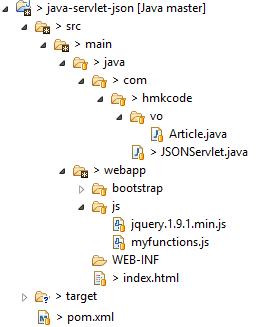 > java-servlet-json [Java master]
> src
> main
> java
> com
> hmkcode
> vo
Article.java
> JSONServlet.java
> webapp
bootstrap
js
jquery.1.9.1.min.js
myfunctions.js
WEB-INF
> index.html
> target
> pom.xml